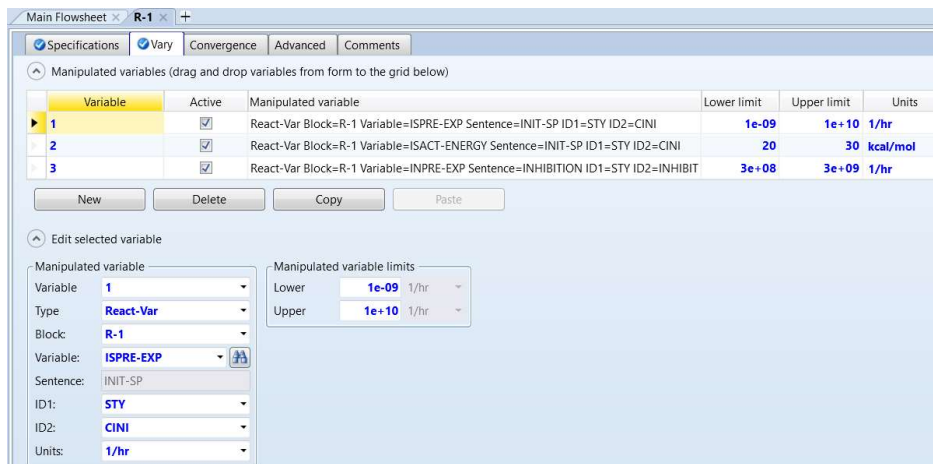 Main Flowsheet × R-1 × +
Specifications Vary Convergence Advanced Comments
Manipulated variables (drag and drop variables from form to the grid below)
Variable Active Manipulated variable Lower limit Upper limit Units
1 React-Var Block=R-1 Variable=ISPRE-EXP Sentence=INIT-SP ID1=STY ID2=CINI 1e-09 1e+10 1/hr
2 React-Var Block=R-1 Variable=ISACT-ENERGY Sentence=INIT-SP ID1=STY ID2=CINI 20 30 kcal/mol
3 React-Var Block=R-1 Variable=INPRE-EXP Sentence=INHIBITION ID1=STY ID2=INHIBIT 3e+08 3e+09 1/hr
New Delete Copy Paste
Edit selected variable
Manipulated variable Manipulated variable limits
Variable 1 Lower 1e-09 1/hr
Type React-Var Upper 1e+10 1/hr
Block: R-1
Variable: ISPRE-EXP
Sentence: INIT-SP
ID1: STY
ID2: CINI
Units: 1/hr